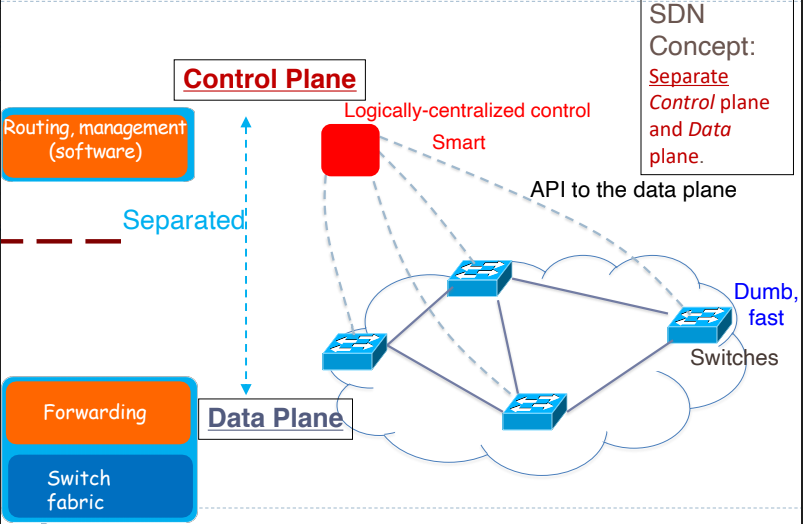 SDN
Concept:
Separate
Control plane
and Data
plane.
Control Plane
Logically-centralized control
Smart
Routing, management
(software)
API to the data plane
Separated
Dumb,
fast
Switches
Forwarding
Data Plane
Switch
fabric